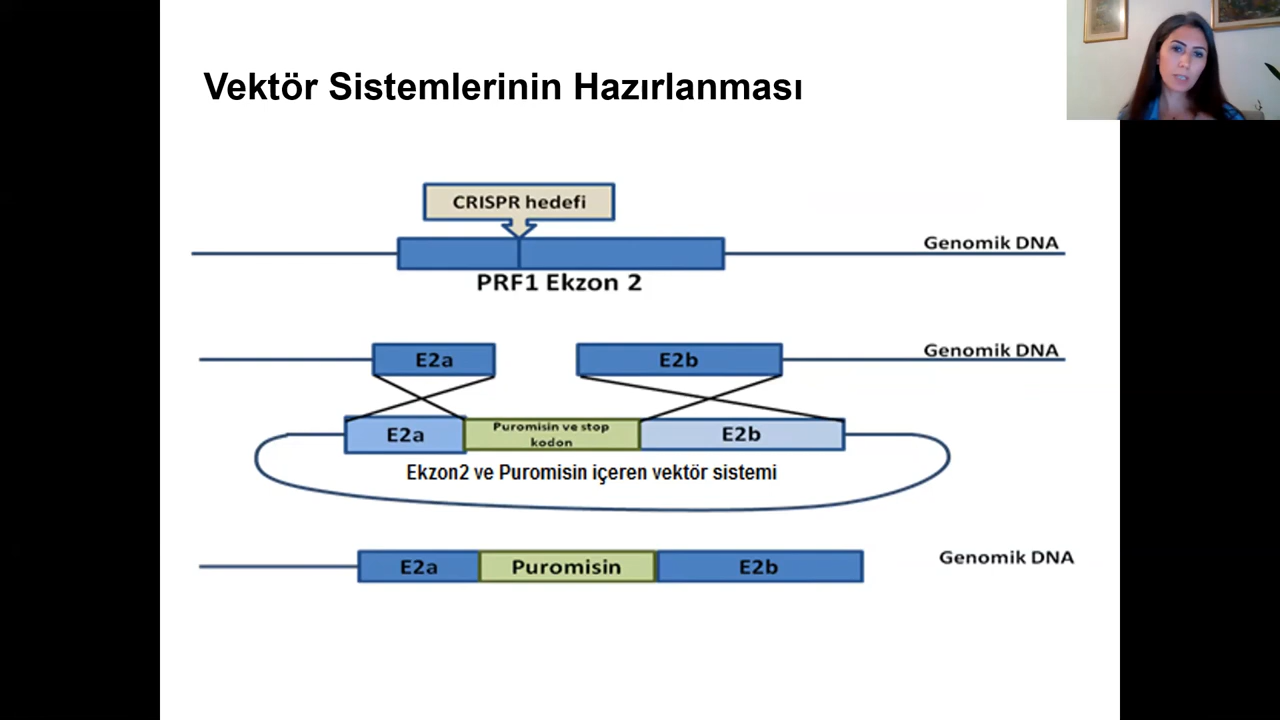 Vektör Sistemlerinin Hazırlanması
CRISPR hedefi
Genomik DNA
PRF1 Ekzon 2
E2a
E2b
Genomik DNA
E2a
Puromisin ve stop
kodon
E2b
Ekzon2 ve Puromisin içeren vektör sistemi
E2a
Puromisin
E2b
Genomik DNA